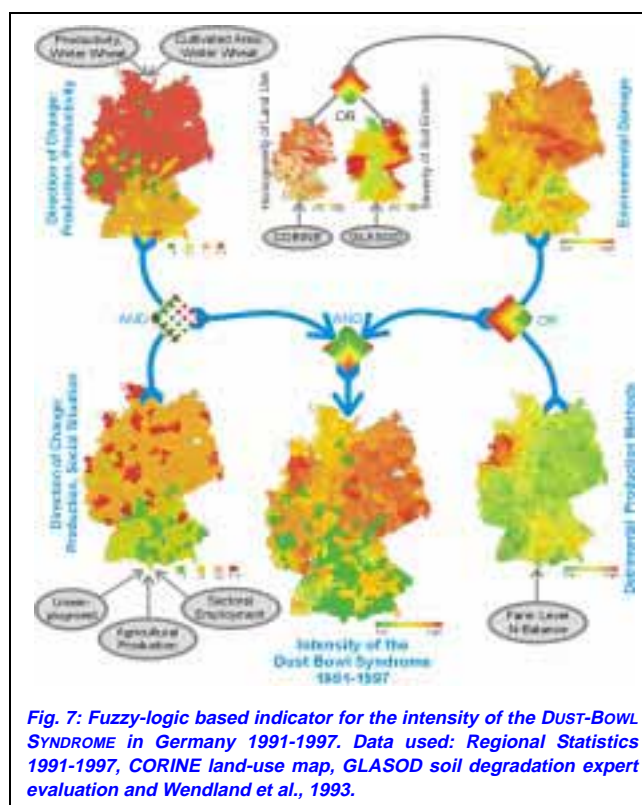 Productivity, Winter Wheat
Cultivated Area, Winter Wheat
Direction of Change:
Production, Productivity
Homogeneity of Land Use
OR
Severity of Soil Erosion
CORINE
GLASOD
Environmental Damage
AND
AND
OR
Direction of Change:
Production, Social Situation
Detrimental Production Methods
Unemployment
Agricultural Production
Sectoral Employment
Farm Level N-Balance
Intensity of the
Dust Bowl Syndrome
1991-1997
Fig. 7: Fuzzy-logic based indicator for the intensity of the DUST-BOWL
SYNDROME in Germany 1991-1997. Data used: Regional Statistics
1991-1997, CORINE land-use map, GLASOD soil degradation expert
evaluation and Wendland et al., 1993.